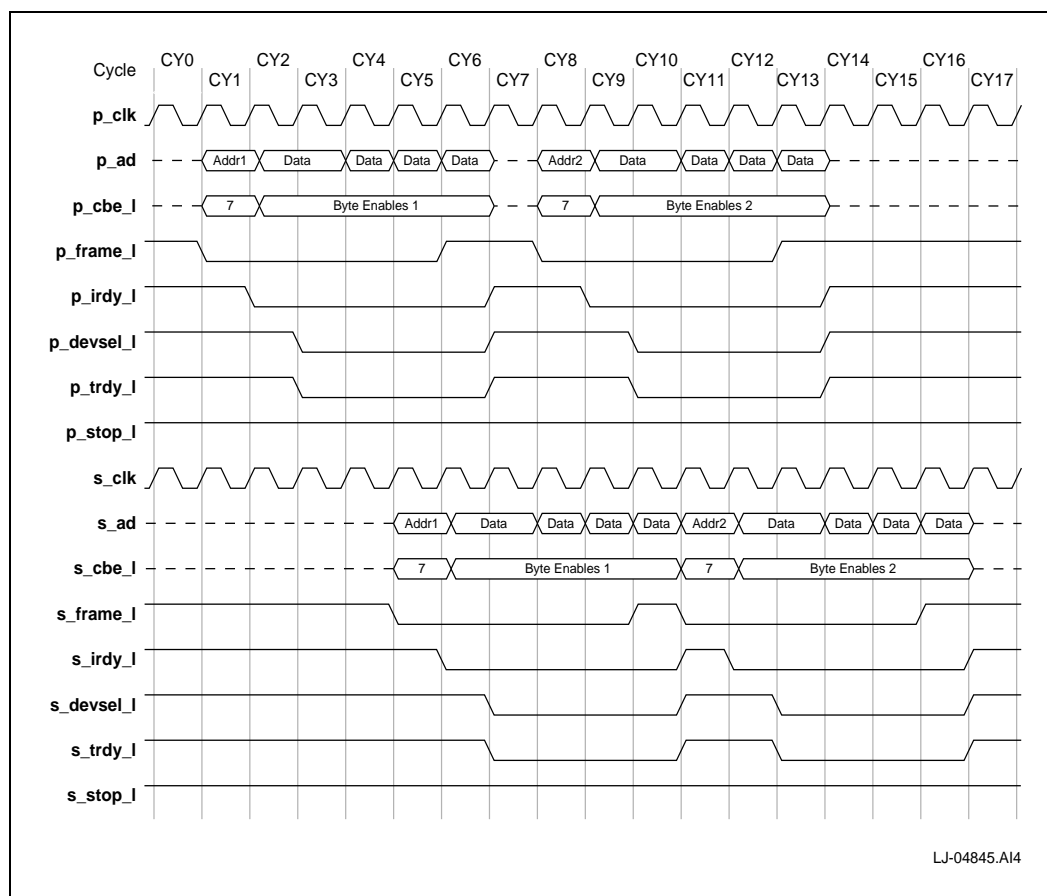 CY0 CY2 CY4 CY6 CY8 CY10 CY12 CY14 CY16
Cycle CY1 CY3 CY5 CY7 CY9 CY11 CY13 CY15 CY17
p_clk
p_ad Addr1 Data Data Data Data Addr2 Data Data Data Data
p_cbe_l 7 Byte Enables 1 7 Byte Enables 2
p_frame_l
p_irdy_l
p_devsel_l
p_trdy_l
p_stop_l
s_clk
s_ad Addr1 Data Data Data Data Addr2 Data Data Data Data
s_cbe_l 7 Byte Enables 1 7 Byte Enables 2
s_frame_l
s_irdy_l
s_devsel_l
s_trdy_l
s_stop_l
LJ-04845.AI4